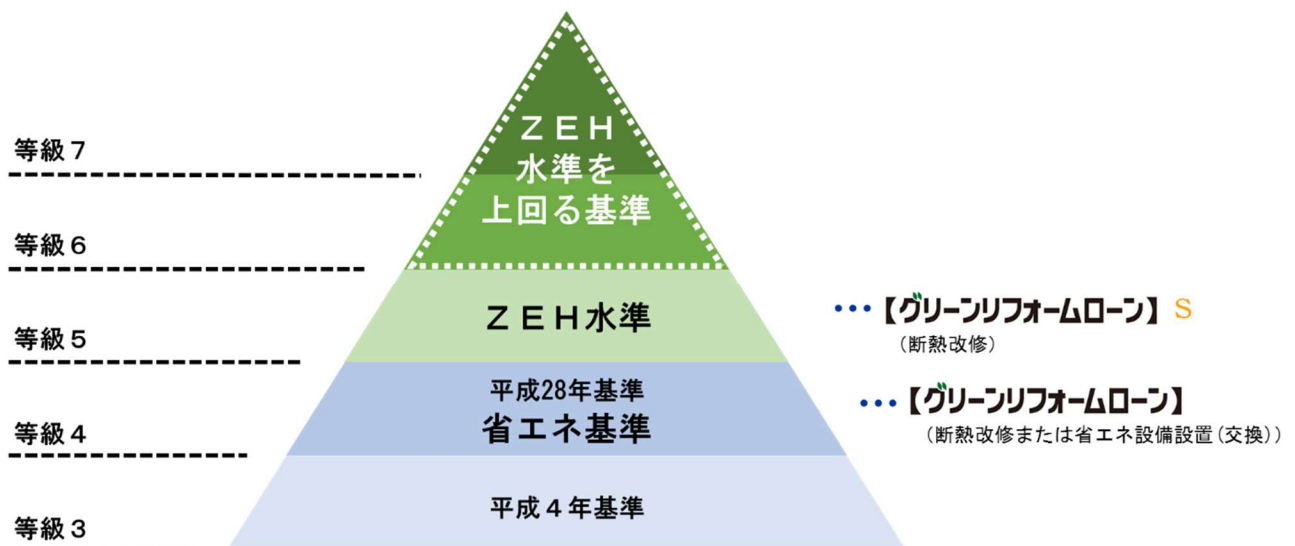 等級7
ZEH
水準を
上回る基準
等級6
ZEH水準
・・・【グリーンリフォームローン】S
(断熱改修)
等級5
平成28年基準
省エネ基準
・・・【グリーンリフォームローン】
(断熱改修または省エネ設備設置(交換))
等級4
平成4年基準
等級3